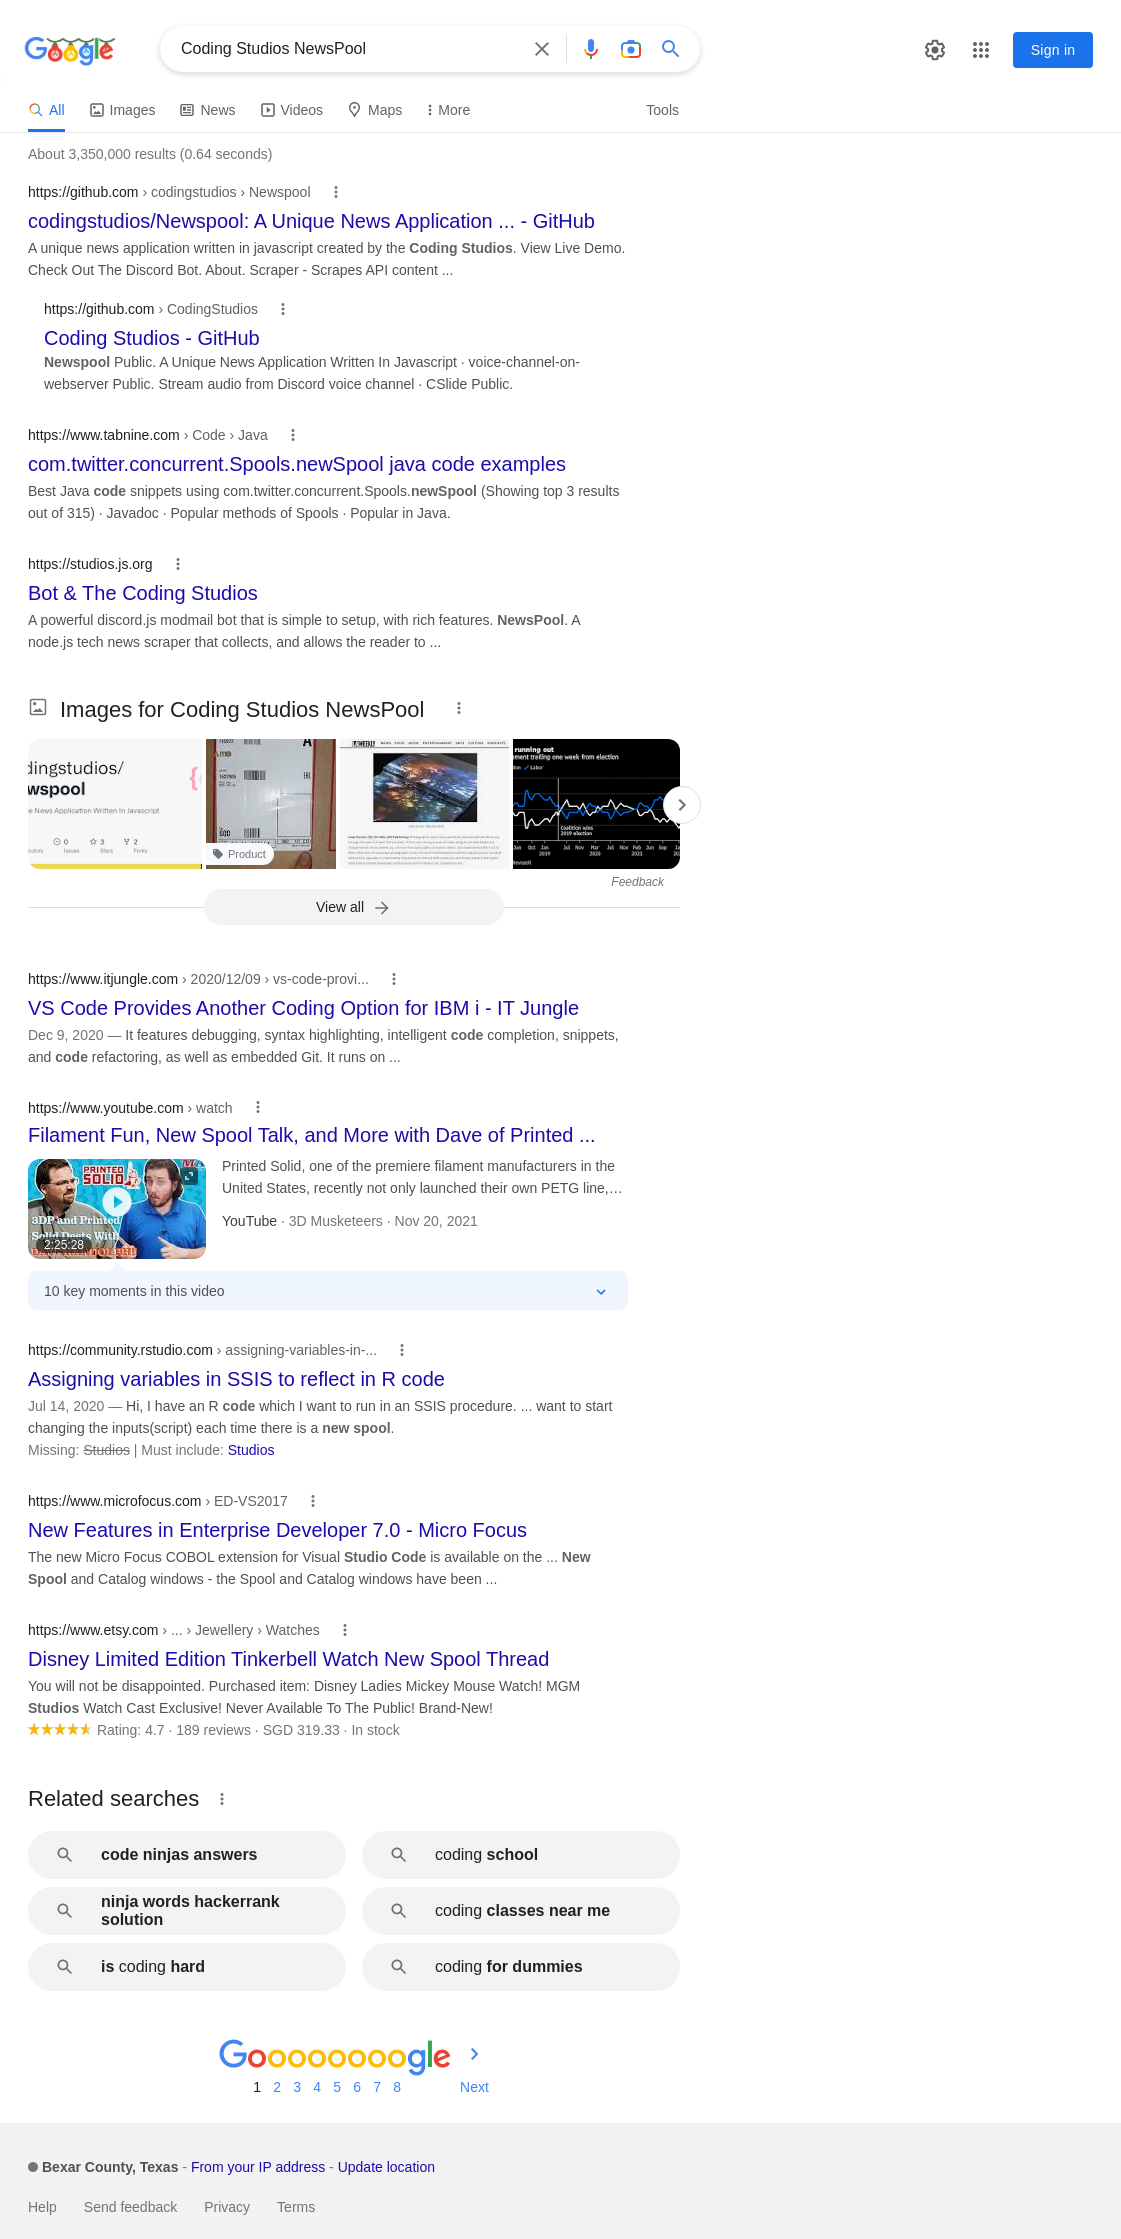 Google
Coding Studios NewsPool
Sign in
All
Images
News
Videos
Maps
More
Tools
About 3,350,000 results (0.64 seconds)
https://github.com › codingstudios › Newspool
codingstudios/Newspool: A Unique News Application ... - GitHub
A unique news application written in javascript created by the Coding Studios. View Live Demo.
Check Out The Discord Bot. About. Scraper - Scrapes API content ...
https://github.com › CodingStudios
Coding Studios - GitHub
Newspool Public. A Unique News Application Written In Javascript · voice-channel-on-
webserver Public. Stream audio from Discord voice channel · CSlide Public.
https://www.tabnine.com › Code › Java
com.twitter.concurrent.Spools.newSpool java code examples
Best Java code snippets using com.twitter.concurrent.Spools.newSpool (Showing top 3 results
out of 315) · Javadoc · Popular methods of Spools · Popular in Java.
https://studios.js.org
Bot & The Coding Studios
A powerful discord.js modmail bot that is simple to setup, with rich features. NewsPool. A
node.js tech news scraper that collects, and allows the reader to ...
Images for Coding Studios NewsPool
dingstudios/
wspool
e News Application Written In Javascript
0 3 2
Issues Stars Forks
Product
running out
ment trailing one week from election
Labor
Coalition wins
2019 election
Feedback
View all
https://www.itjungle.com › 2020/12/09 › vs-code-provi...
VS Code Provides Another Coding Option for IBM i - IT Jungle
Dec 9, 2020 — It features debugging, syntax highlighting, intelligent code completion, snippets,
and code refactoring, as well as embedded Git. It runs on ...
https://www.youtube.com › watch
Filament Fun, New Spool Talk, and More with Dave of Printed ...
PRINTED
SOLID
3DP and Printed
Solid Deets With
2:25:28
Printed Solid, one of the premiere filament manufacturers in the
United States, recently not only launched their own PETG line,...
YouTube · 3D Musketeers · Nov 20, 2021
10 key moments in this video
https://community.rstudio.com › assigning-variables-in-...
Assigning variables in SSIS to reflect in R code
Jul 14, 2020 — Hi, I have an R code which I want to run in an SSIS procedure. ... want to start
changing the inputs(script) each time there is a new spool.
Missing: Studios | Must include: Studios
https://www.microfocus.com › ED-VS2017
New Features in Enterprise Developer 7.0 - Micro Focus
The new Micro Focus COBOL extension for Visual Studio Code is available on the ... New
Spool and Catalog windows - the Spool and Catalog windows have been ...
https://www.etsy.com › ... › Jewellery › Watches
Disney Limited Edition Tinkerbell Watch New Spool Thread
You will not be disappointed. Purchased item: Disney Ladies Mickey Mouse Watch! MGM
Studios Watch Cast Exclusive! Never Available To The Public! Brand-New!
Rating: 4.7 · 189 reviews · SGD 319.33 · In stock
Related searches
code ninjas answers
coding school
ninja words hackerrank
solution
coding classes near me
is coding hard
coding for dummies
Goooooooogle
1 2 3 4 5 6 7 8 Next
Bexar County, Texas - From your IP address - Update location
Help Send feedback Privacy Terms